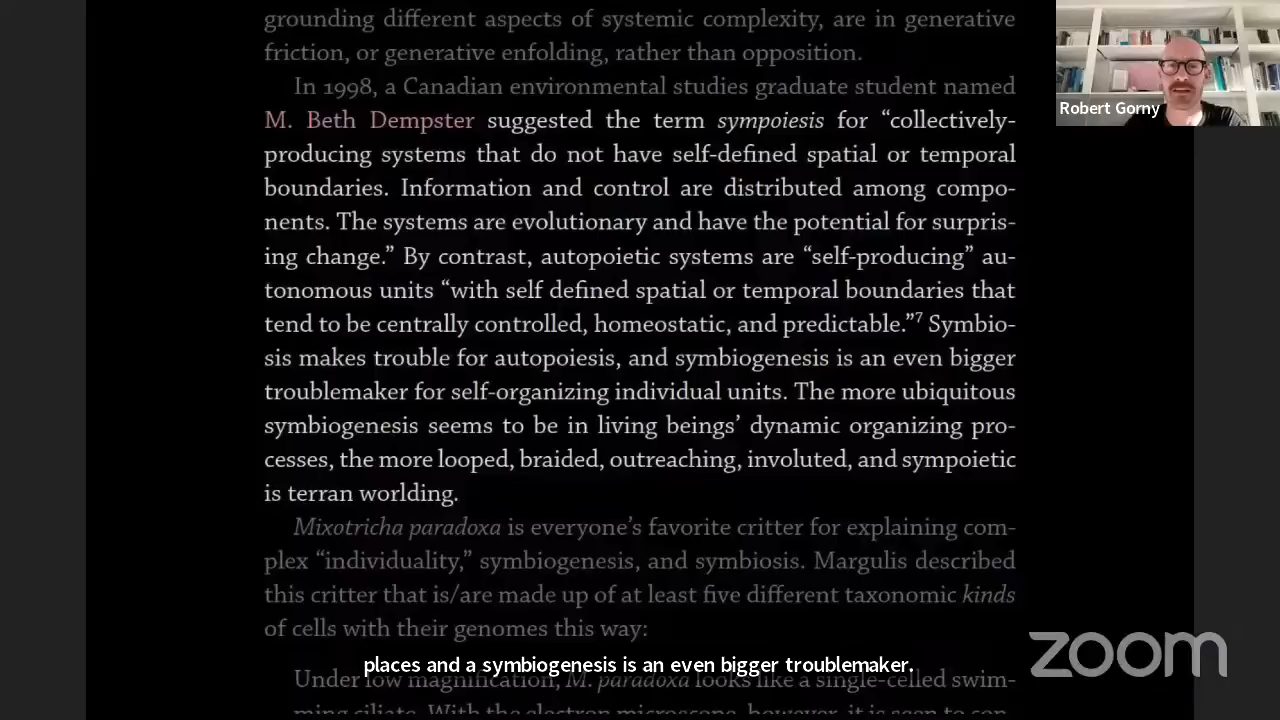 grounding different aspects of systemic complexity, are in generative
friction, or generative enfolding, rather than opposition.
In 1998, a Canadian environmental studies graduate student named
M. Beth Dempster suggested the term sympoiesis for “collectively-
producing systems that do not have self-defined spatial or temporal
boundaries. Information and control are distributed among compo-
nents. The systems are evolutionary and have the potential for surpris-
ing change.” By contrast, autopoietic systems are “self-producing” au-
tonomous units “with self defined spatial or temporal boundaries that
tend to be centrally controlled, homeostatic, and predictable.”7 Symbio-
sis makes trouble for autopoiesis, and symbiogenesis is an even bigger
troublemaker for self-organizing individual units. The more ubiquitous
symbiogenesis seems to be in living beings’ dynamic organizing pro-
cesses, the more looped, braided, outreaching, involuted, and sympoietic
is terran worlding.
Mixotricha paradoxa is everyone’s favorite critter for explaining com-
plex “individuality,” symbiogenesis, and symbiosis. Margulis described
this critter that is/are made up of at least five different taxonomic kinds
of cells with their genomes this way:
places and a symbiogenesis is an even bigger troublemaker.
Under low magnification, M. paradoxa looks like a single-celled swim-
Robert Gorny
zoom